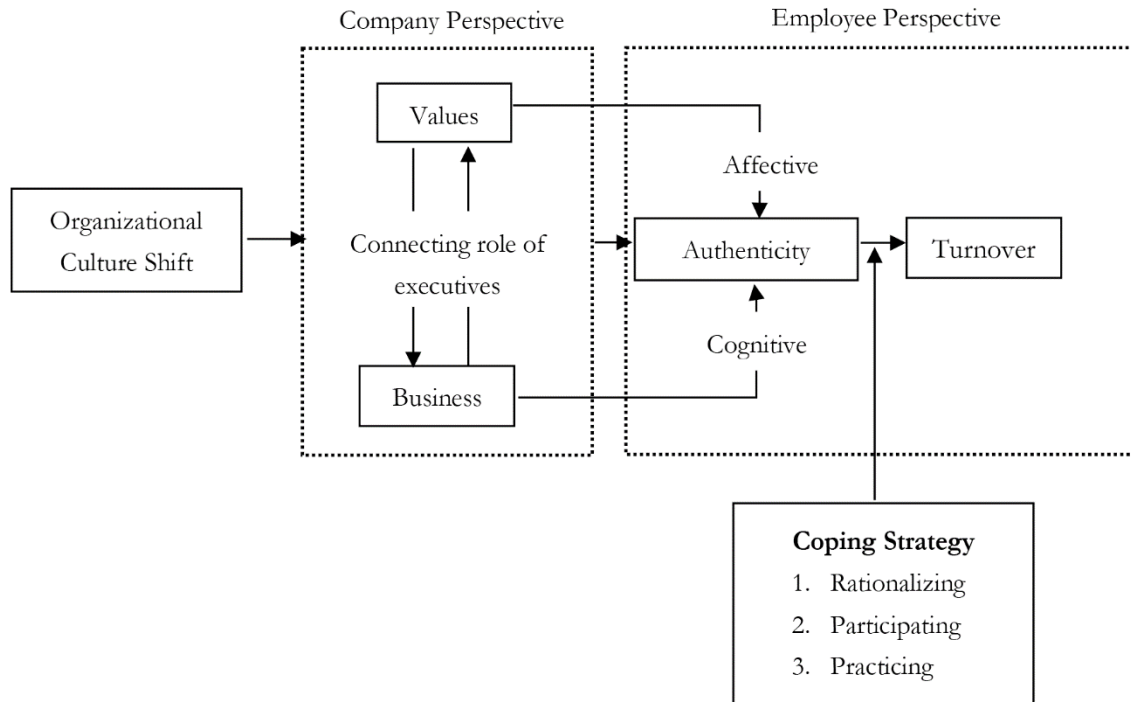 Company Perspective
Employee Perspective
Values
Affective
Organizational
Culture Shift
Connecting role of
executives
Authenticity
Turnover
Cognitive
Business
Coping Strategy
1. Rationalizing
2. Participating
3. Practicing